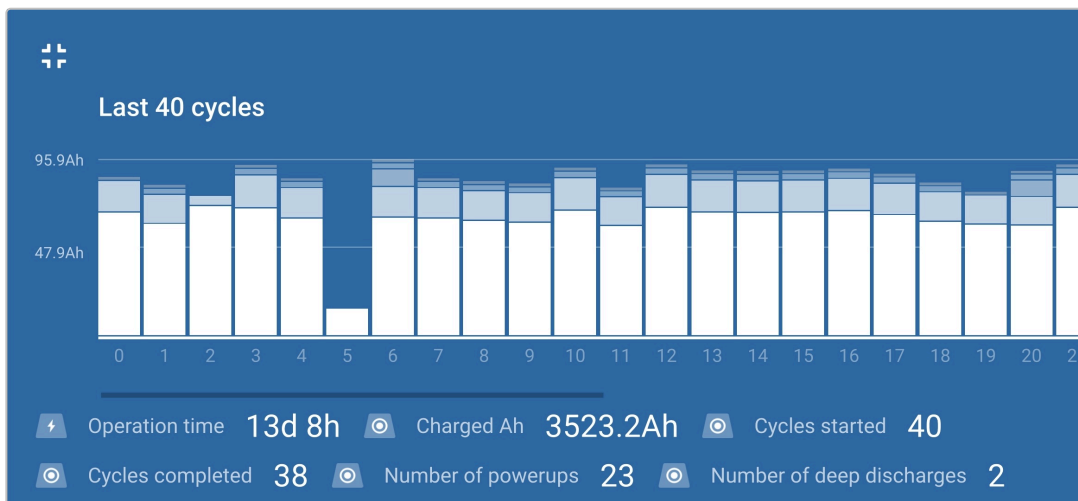 Last 40 cycles
95.9Ah
47.9Ah
0 1 2 3 4 5 6 7 8 9 10 11 12 13 14 15 16 17 18 19 20 2
Operation time 13d 8h Charged Ah 3523.2Ah Cycles started 40
Cycles completed 38 Number of powerups 23 Number of deep discharges 2